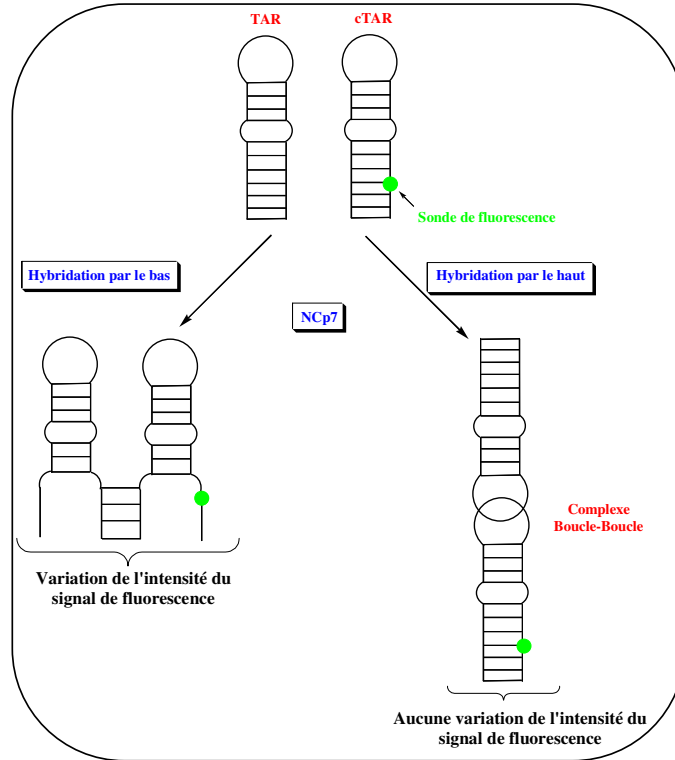 TAR
cTAR
Sonde de fluorescence
Hybridation par le bas
Hybridation par le haut
NCp7
Complexe
Boucle-Boucle
Variation de l'intensité du
signal de fluorescence
Aucune variation de l'intensité du
signal de fluorescence